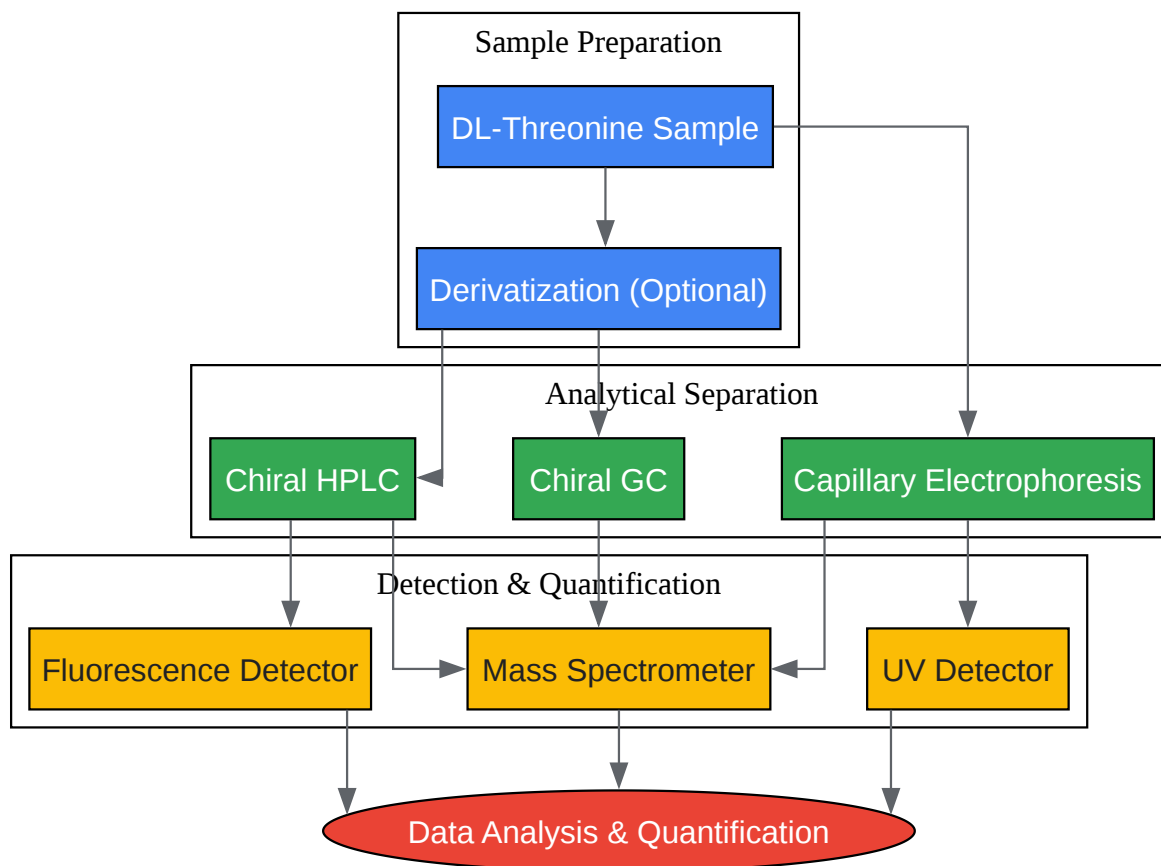 Sample Preparation
DL-Threonine Sample
Derivatization (Optional)
Analytical Separation
Chiral HPLC
Chiral GC
Capillary Electrophoresis
Detection & Quantification
Fluorescence Detector
Mass Spectrometer
UV Detector
Data Analysis & Quantification